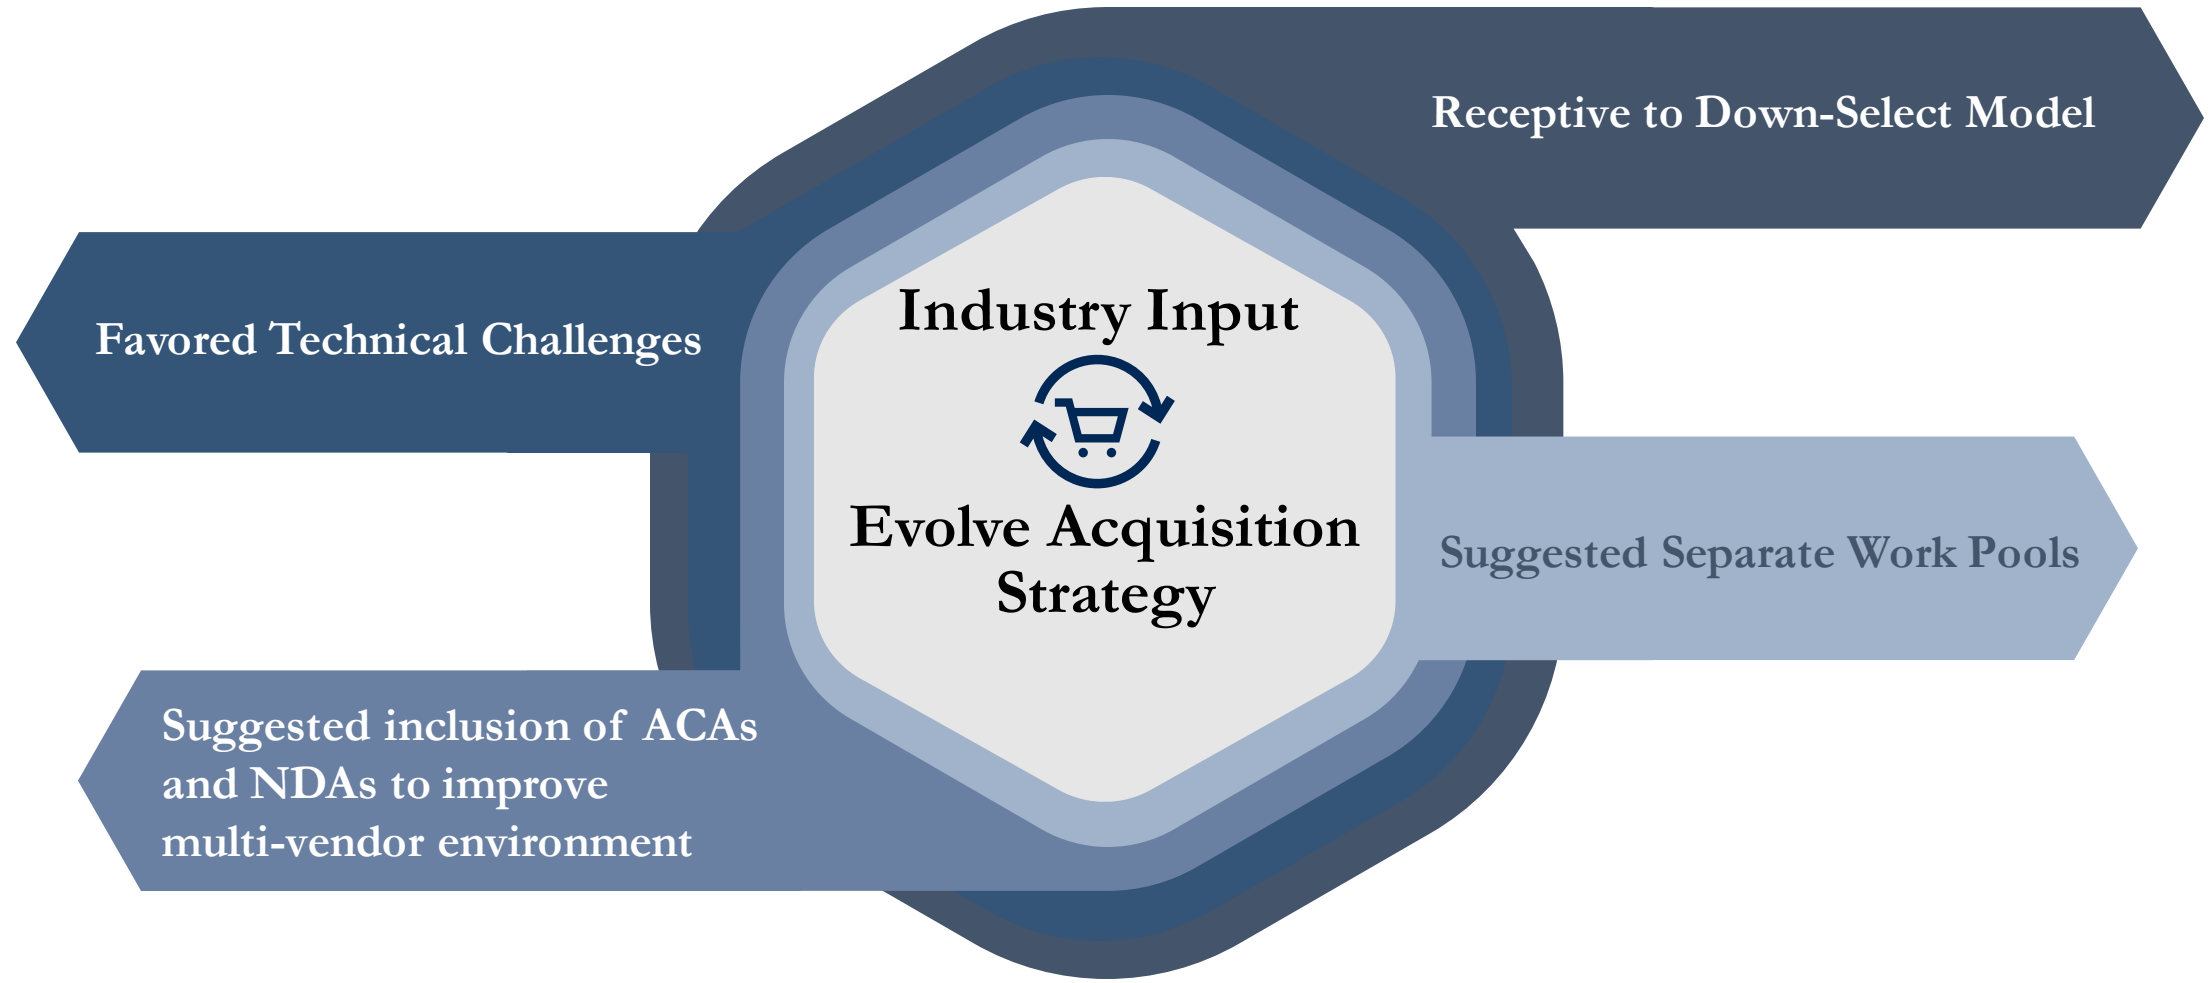 Receptive to Down-Select Model
Favored Technical Challenges
Industry Input
Evolve Acquisition
Strategy
Suggested Separate Work Pools
Suggested inclusion of ACAs
and NDAs to improve
multi-vendor environment